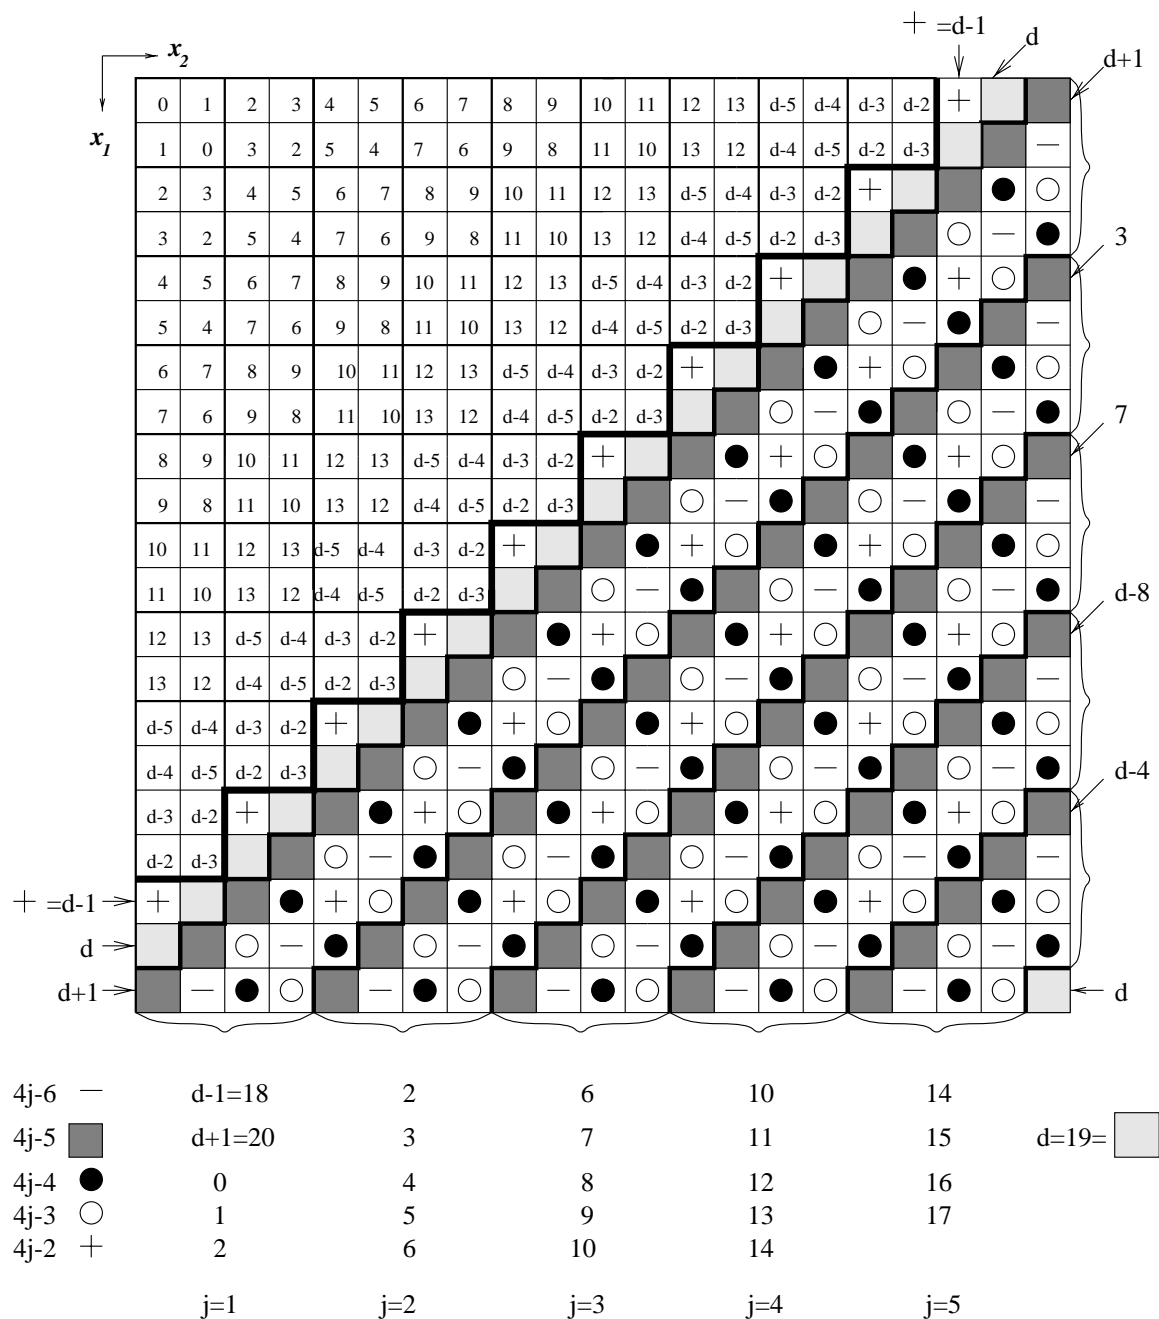 + =d-1
d
x₂
d+1
0 1 2 3 4 5 6 7 8 9 10 11 12 13 d-5 d-4 d-3 d-2 +
x₁
1 0 3 2 5 4 7 6 9 8 11 10 13 12 d-4 d-5 d-2 d-3 —
2 3 4 5 6 7 8 9 10 11 12 13 d-5 d-4 d-3 d-2 + ● ○
3 2 5 4 7 6 9 8 11 10 13 12 d-4 d-5 d-2 d-3 ○ — ● 3
4 5 6 7 8 9 10 11 12 13 d-5 d-4 d-3 d-2 + ● + ○
5 4 7 6 9 8 11 10 13 12 d-4 d-5 d-2 d-3 ○ — ● —
6 7 8 9 10 11 12 13 d-5 d-4 d-3 d-2 + ● + ○ ● ○
7 6 9 8 11 10 13 12 d-4 d-5 d-2 d-3 ○ — ● ○ — ● 7
8 9 10 11 12 13 d-5 d-4 d-3 d-2 + ● + ○ ● + ○
9 8 11 10 13 12 d-4 d-5 d-2 d-3 ○ — ● ○ — ● —
10 11 12 13 d-5 d-4 d-3 d-2 + ● + ○ ● + ○ ● ○
11 10 13 12 d-4 d-5 d-2 d-3 ○ — ● ○ — ● ○ — ● d-8
12 13 d-5 d-4 d-3 d-2 + ● + ○ ● + ○ ● + ○
13 12 d-4 d-5 d-2 d-3 ○ — ● ○ — ● ○ — ● —
d-5 d-4 d-3 d-2 + ● + ○ ● + ○ ● + ○ ● ○
d-4 d-5 d-2 d-3 ○ — ● ○ — ● ○ — ● ○ — ● d-4
d-3 d-2 + ● + ○ ● + ○ ● + ○ ● + ○
d-2 d-3 ○ — ● ○ — ● ○ — ● ○ — ● —
+ =d-1 + ● + ○ ● + ○ ● + ○ ● + ○ ● ○
d ○ — ● ○ — ● ○ — ● ○ — ● ○ — ●
d+1 — ● ○ — ● ○ — ● ○ — ● ○ — ● ○ d
4j-6 — d-1=18 2 6 10 14
4j-5 d+1=20 3 7 11 15 d=19=
4j-4 ● 0 4 8 12 16
4j-3 ○ 1 5 9 13 17
4j-2 + 2 6 10 14
j=1 j=2 j=3 j=4 j=5